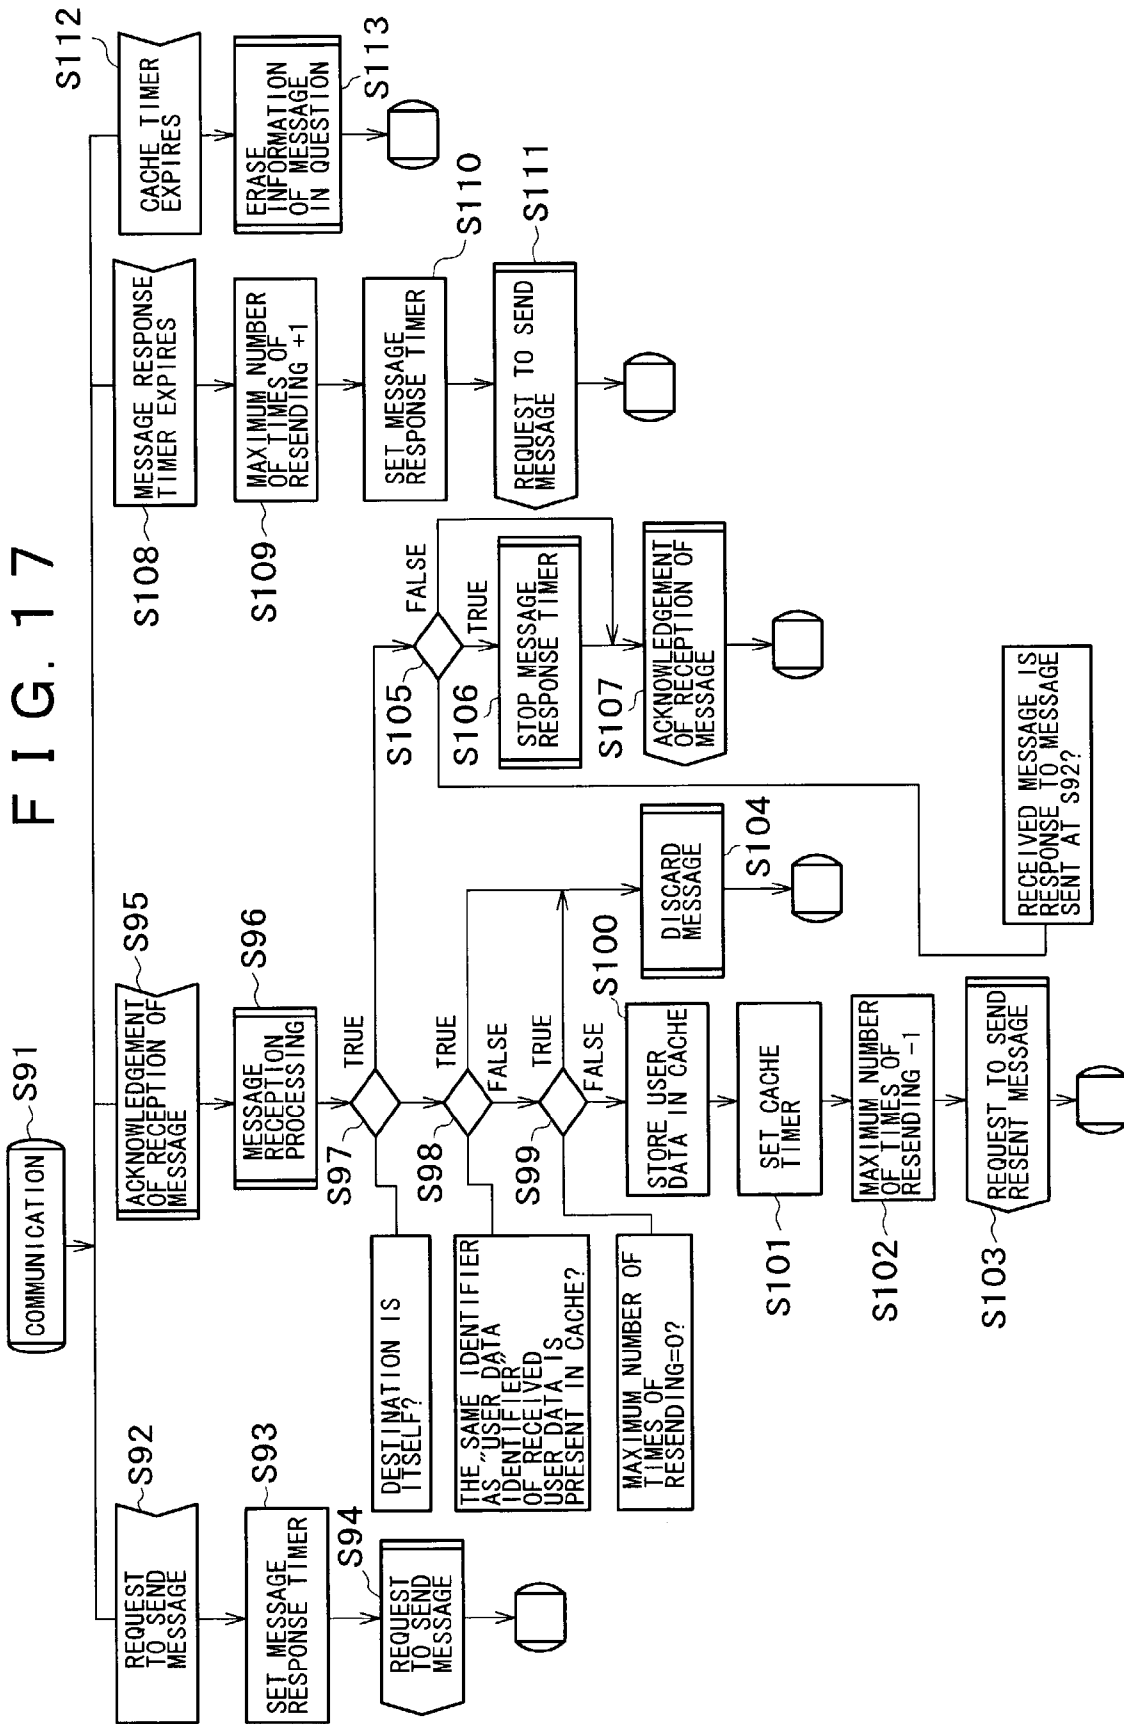 F I G. 1 7
COMMUNICATION
S91
REQUEST
TO SEND
MESSAGE
S92
SET MESSAGE
RESPONSE TIMER
S93
REQUEST
TO SEND
MESSAGE
S94
ACKNOWLEDGEMENT
OF RECEPTION OF
MESSAGE
S95
MESSAGE
RECEPTION
PROCESSING
S96
S97
TRUE
DESTINATION IS
ITSELF?
S98
TRUE
FALSE
THE SAME IDENTIFIER
AS "USER DATA
IDENTIFIER"
OF RECEIVED
USER DATA IS
PRESENT IN CACHE?
S99
TRUE
FALSE
MAXIMUM NUMBER OF
TIMES OF
RESENDING=0?
STORE USER
DATA IN CACHE
S100
SET CACHE
TIMER
S101
MAXIMUM NUMBER
OF TIMES OF
RESENDING -1
S102
REQUEST TO SEND
RESENT MESSAGE
S103
DISCARD
MESSAGE
S104
S105
FALSE
TRUE
STOP MESSAGE
RESPONSE TIMER
S106
ACKNOWLEDGEMENT
OF RECEPTION OF
MESSAGE
S107
RECEIVED MESSAGE IS
RESPONSE TO MESSAGE
SENT AT S92?
MESSAGE RESPONSE
TIMER EXPIRES
S108
MAXIMUM NUMBER
OF TIMES OF
RESENDING +1
S109
SET MESSAGE
RESPONSE TIMER
S110
REQUEST TO SEND
MESSAGE
S111
CACHE TIMER
EXPIRES
S112
ERASE
INFORMATION
OF MESSAGE
IN QUESTION
S113